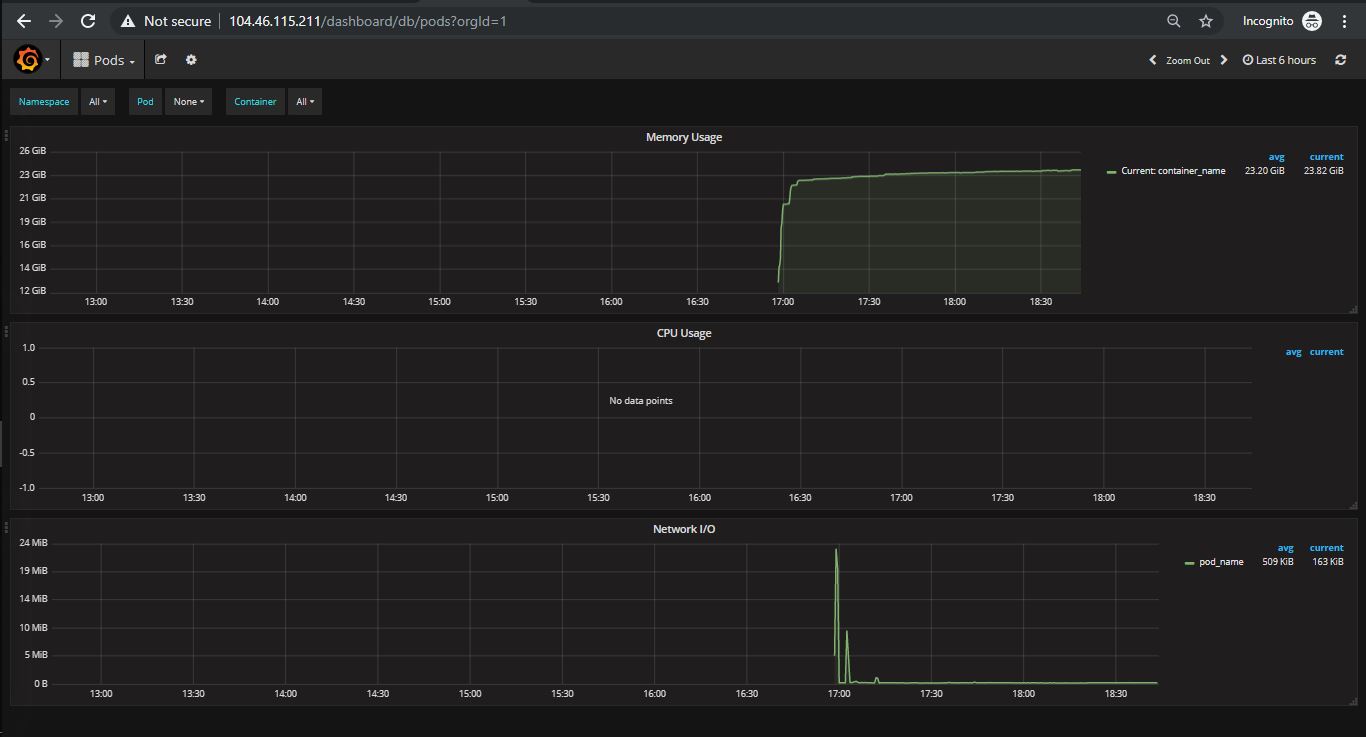 Not secure 104.46.115.211/dashboard/db/pods?orgId=1 Incognito
Pods Zoom Out Last 6 hours
Namespace All Pod None Container All
Memory Usage
26 GiB
23 GiB
21 GiB
19 GiB
16 GiB
14 GiB
12 GiB
13:00 13:30 14:00 14:30 15:00 15:30 16:00 16:30 17:00 17:30 18:00 18:30
avg current
Current: container_name 23.20 GiB 23.82 GiB
CPU Usage
1.0
0.5
0
-0.5
-1.0
No data points
13:00 13:30 14:00 14:30 15:00 15:30 16:00 16:30 17:00 17:30 18:00 18:30
avg current
Network I/O
24 MiB
19 MiB
14 MiB
10 MiB
5 MiB
0 B
13:00 13:30 14:00 14:30 15:00 15:30 16:00 16:30 17:00 17:30 18:00 18:30
avg current
pod_name 509 KiB 163 KiB